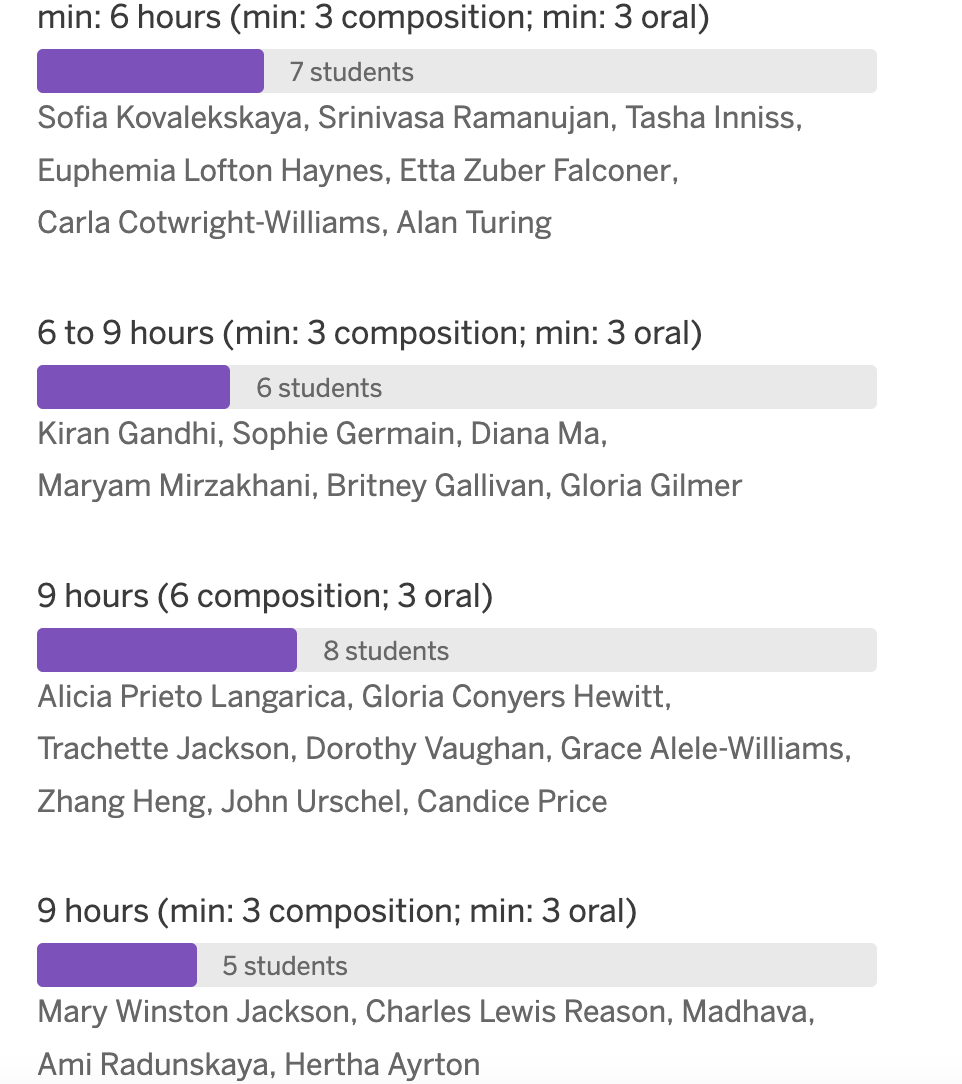 min: 6 hours (min: 3 composition; min: 3 oral)
7 students
Sofia Kovalekskaya, Srinivasa Ramanujan, Tasha Inniss,
Euphemia Lofton Haynes, Etta Zuber Falconer,
Carla Cotwright-Williams, Alan Turing
6 to 9 hours (min: 3 composition; min: 3 oral)
6 students
Kiran Gandhi, Sophie Germain, Diana Ma,
Maryam Mirzakhani, Britney Gallivan, Gloria Gilmer
9 hours (6 composition; 3 oral)
8 students
Alicia Prieto Langarica, Gloria Conyers Hewitt,
Trachette Jackson, Dorothy Vaughan, Grace Alele-Williams,
Zhang Heng, John Urschel, Candice Price
9 hours (min: 3 composition; min: 3 oral)
5 students
Mary Winston Jackson, Charles Lewis Reason, Madhava,
Ami Radunskaya, Hertha Ayrton